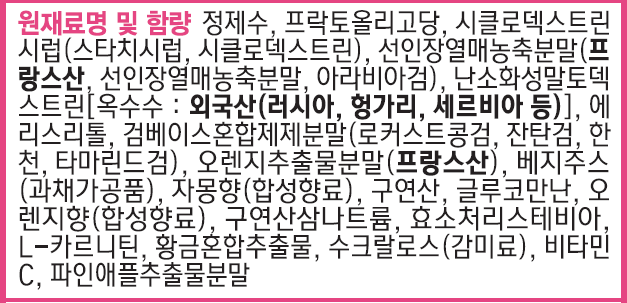 원재료명 및 함량 정제수, 프락토올리고당, 시클로덱스트린
시럽(스타치시럽, 시클로덱스트린), 선인장열매농축분말(프
랑스산, 선인장열매농축분말, 아라비아검), 난소화성말토덱
스트린[옥수수 : 외국산(러시아, 헝가리, 세르비아 등)], 에
리스리톨, 검베이스혼합제제분말(로커스트콩검, 잔탄검, 한
천, 타마린드검), 오렌지추출물분말(프랑스산), 베지주스
(과채가공품), 자몽향(합성향료), 구연산, 글루코만난, 오
렌지향(합성향료), 구연산삼나트륨, 효소처리스테비아,
L-카르니틴, 황금혼합추출물, 수크랄로스(감미료), 비타민
C, 파인애플추출물분말